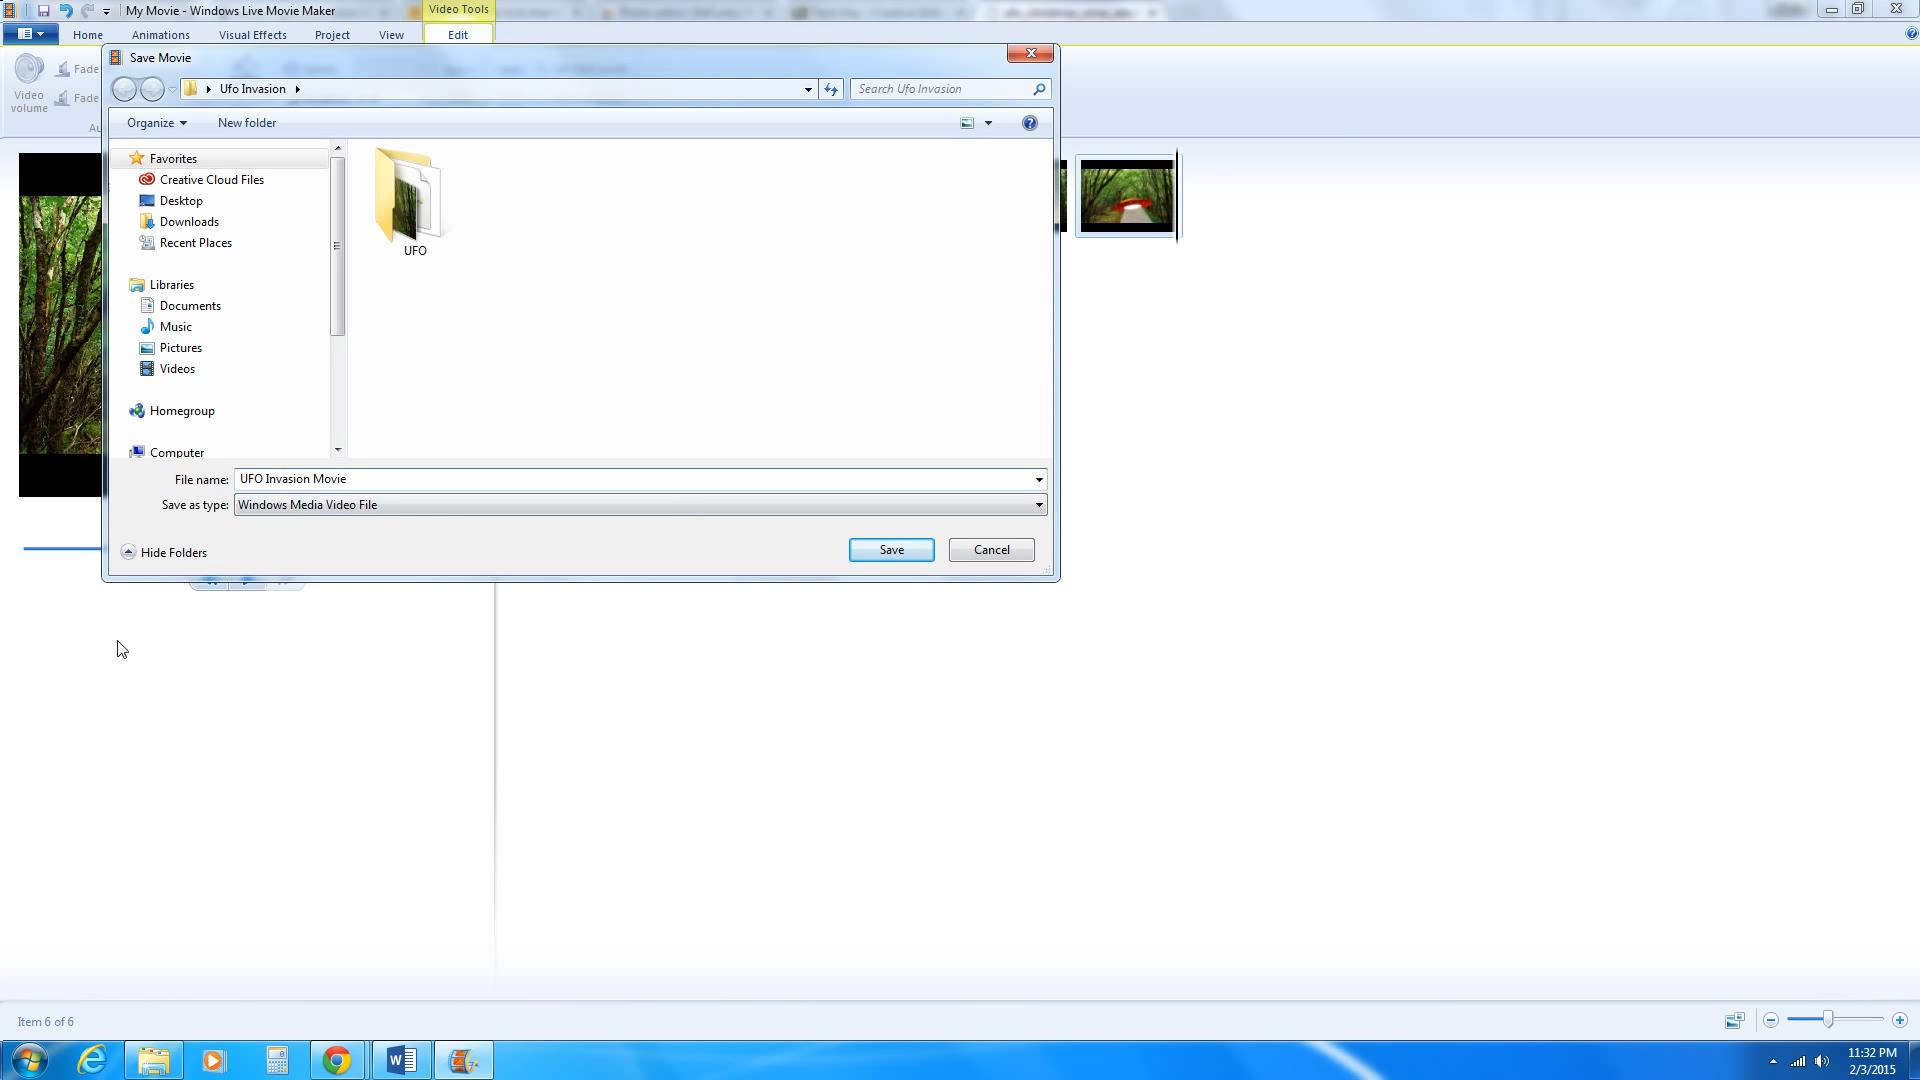 My Movie - Windows Live Movie Maker
Video Tools
Home Animations Visual Effects Project View Edit
Save Movie
Video volume
Fade
Fade
Ufo Invasion
Search Ufo Invasion
Organize New folder
Favorites
Creative Cloud Files
Desktop
Downloads
Recent Places
Libraries
Documents
Music
Pictures
Videos
Homegroup
Computer
UFO
File name: UFO Invasion Movie
Save as type: Windows Media Video File
Hide Folders
Save Cancel
Item 6 of 6
11:32 PM
2/3/2015